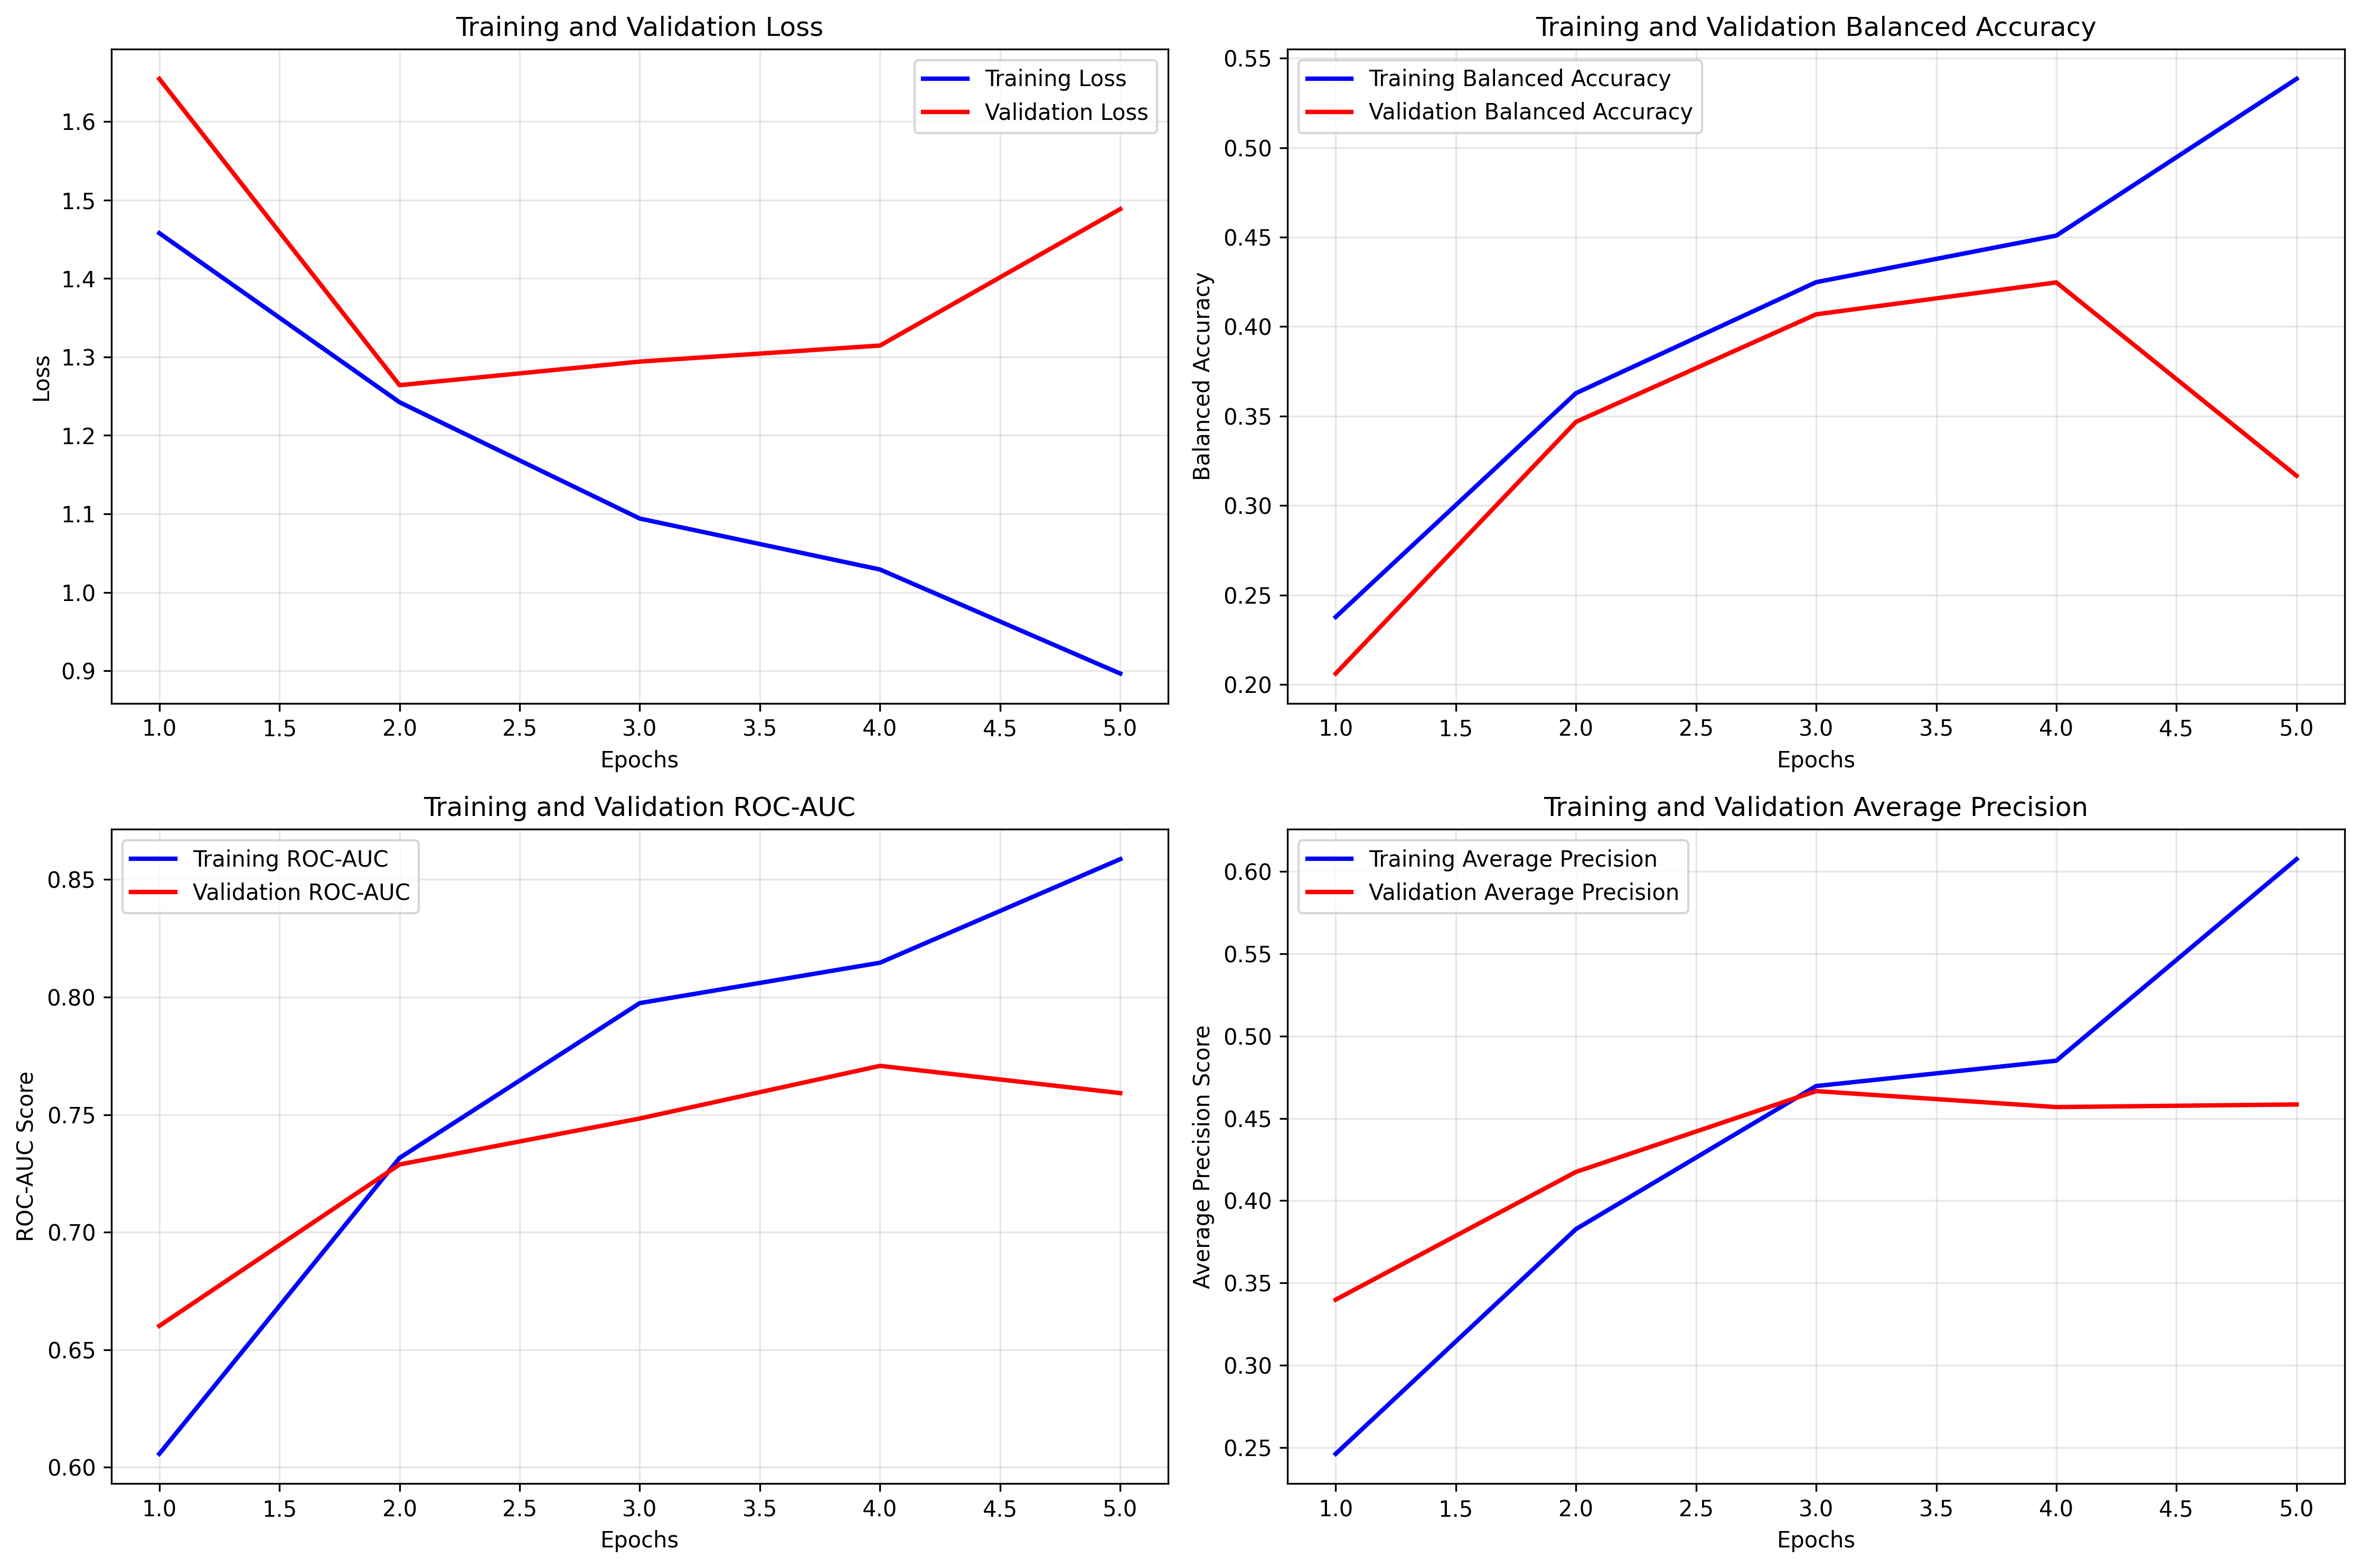 Training and Validation Loss
Training Loss
Validation Loss
Loss
1.6
1.5
1.4
1.3
1.2
1.1
1.0
0.9
1.0 1.5 2.0 2.5 3.0 3.5 4.0 4.5 5.0
Epochs
Training and Validation Balanced Accuracy
Training Balanced Accuracy
Validation Balanced Accuracy
Balanced Accuracy
0.55
0.50
0.45
0.40
0.35
0.30
0.25
0.20
1.0 1.5 2.0 2.5 3.0 3.5 4.0 4.5 5.0
Epochs
Training and Validation ROC-AUC
Training ROC-AUC
Validation ROC-AUC
ROC-AUC Score
0.85
0.80
0.75
0.70
0.65
0.60
1.0 1.5 2.0 2.5 3.0 3.5 4.0 4.5 5.0
Epochs
Training and Validation Average Precision
Training Average Precision
Validation Average Precision
Average Precision Score
0.60
0.55
0.50
0.45
0.40
0.35
0.30
0.25
1.0 1.5 2.0 2.5 3.0 3.5 4.0 4.5 5.0
Epochs